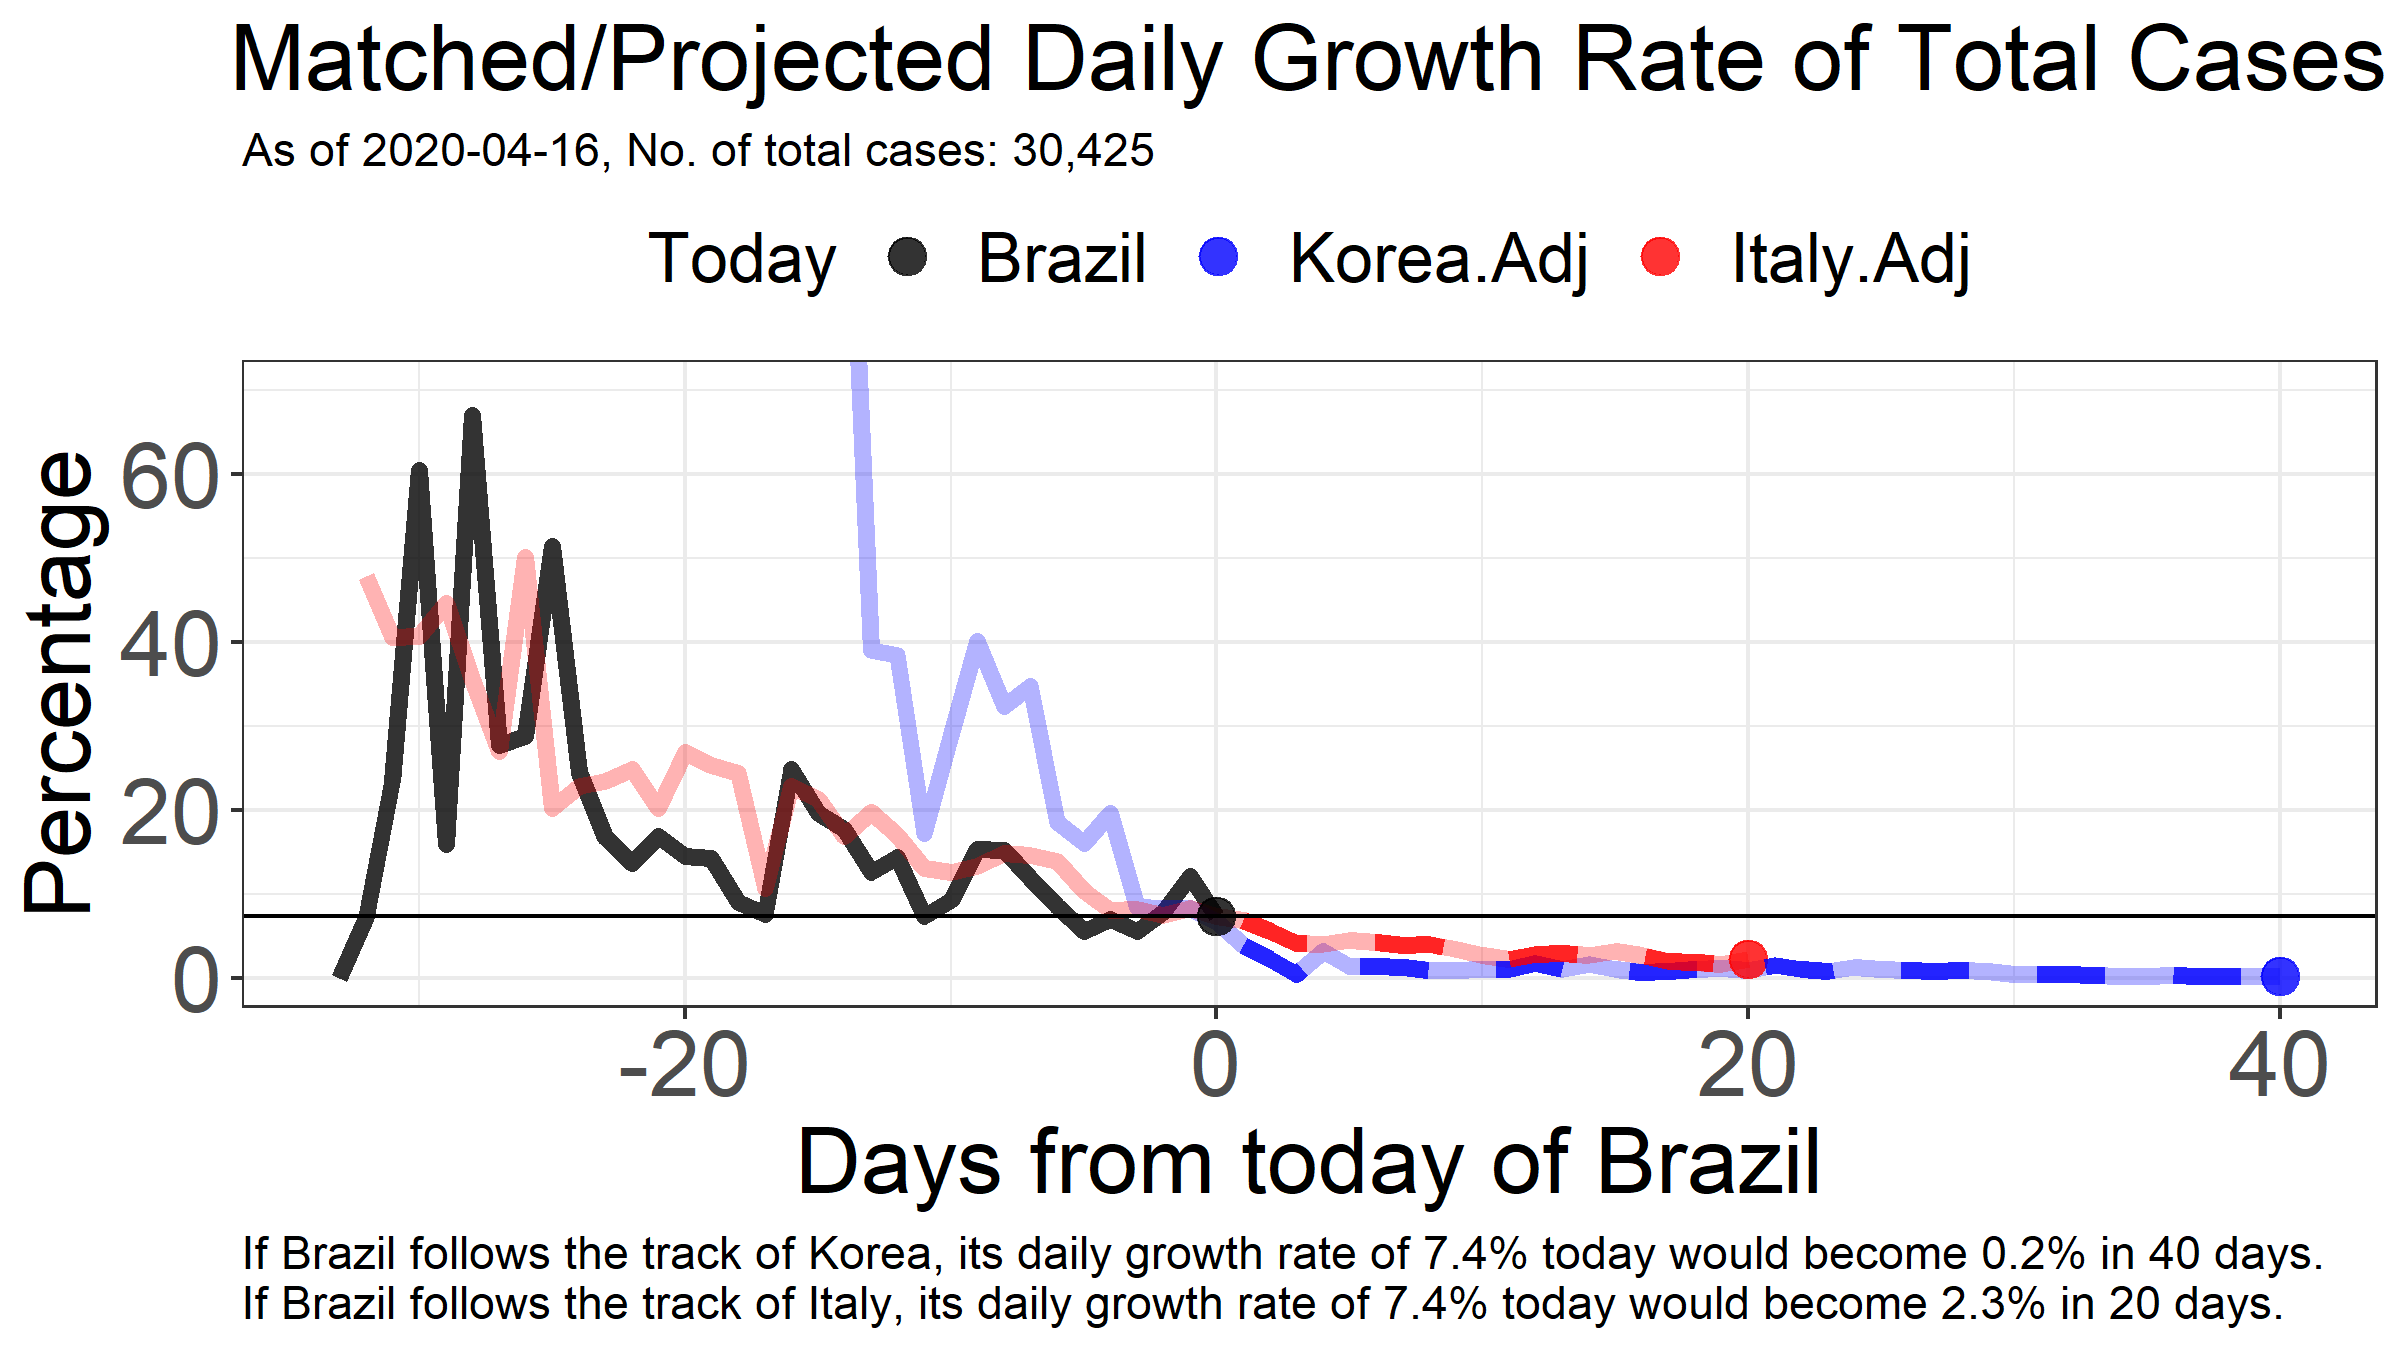 Matched/Projected Daily Growth Rate of Total Cases
As of 2020-04-16, No. of total cases: 30,425
Today Brazil Korea.Adj Italy.Adj
Percentage
60
40
20
0
-20 0 20 40
Days from today of Brazil
If Brazil follows the track of Korea, its daily growth rate of 7.4% today would become 0.2% in 40 days.
If Brazil follows the track of Italy, its daily growth rate of 7.4% today would become 2.3% in 20 days.